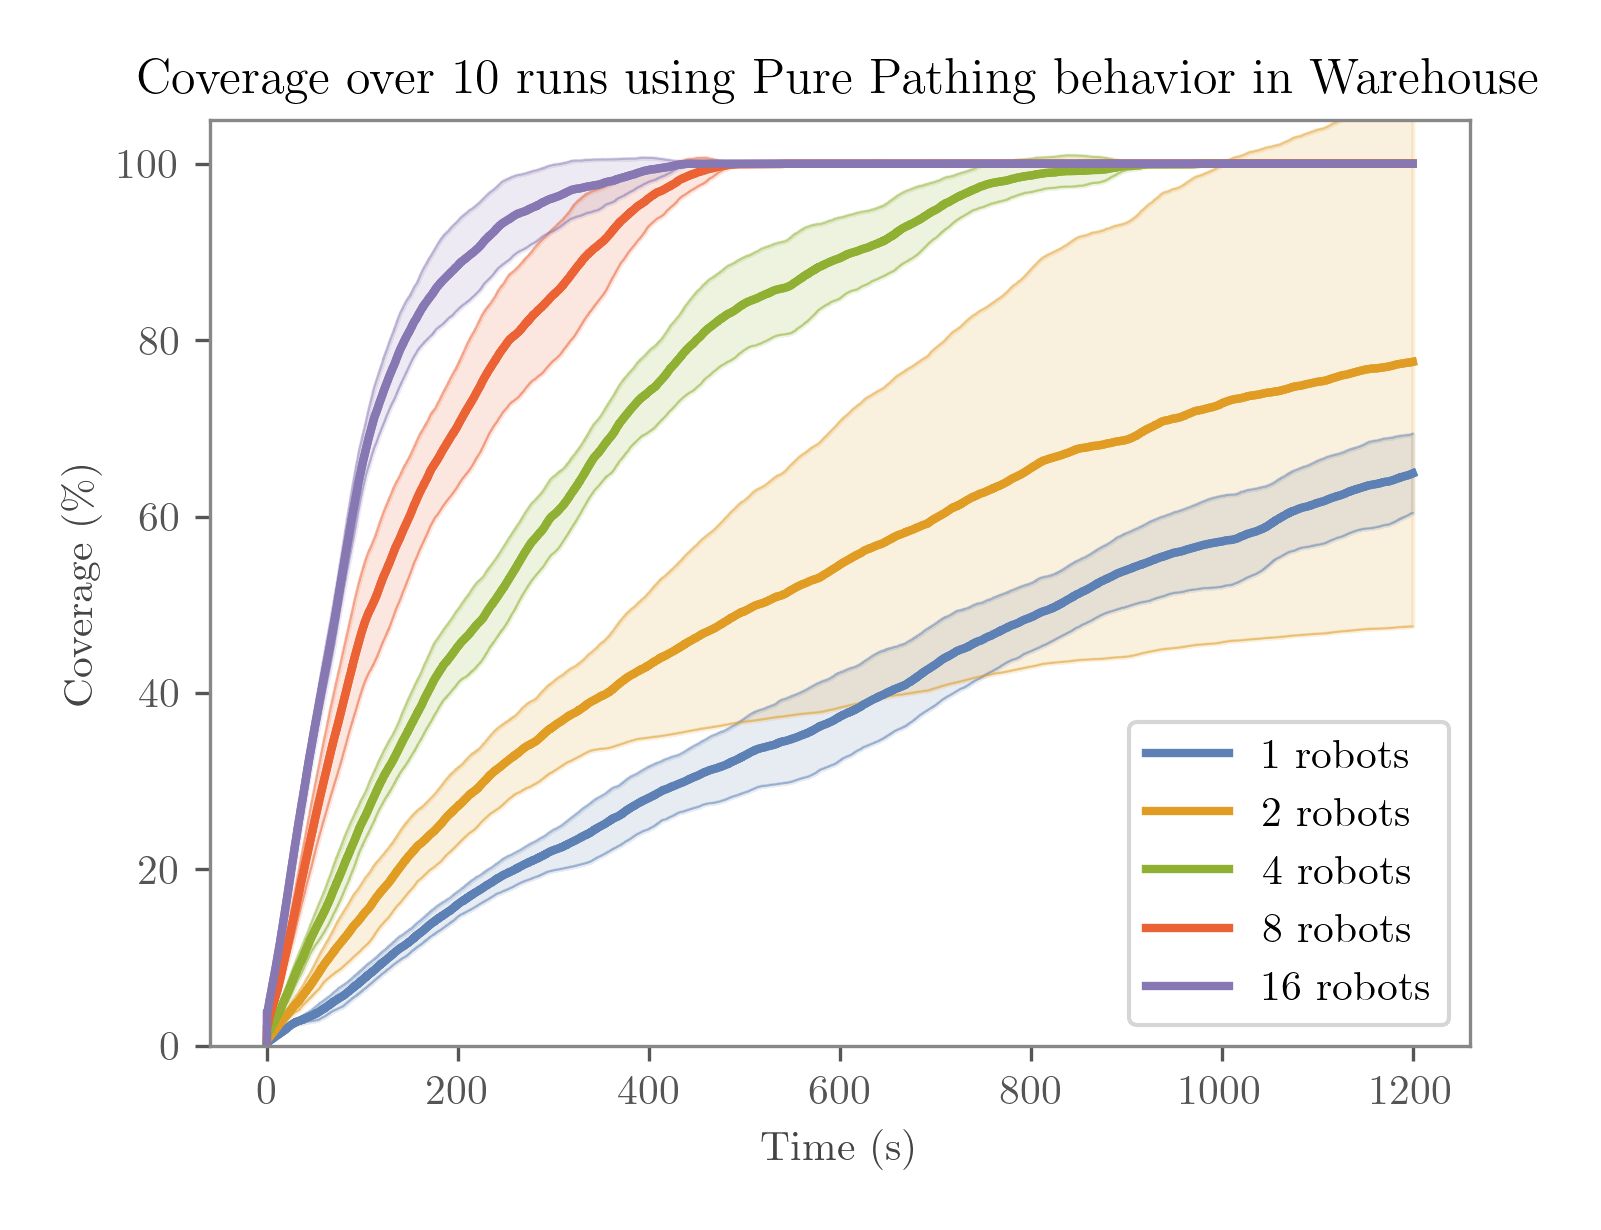 Coverage over 10 runs using Pure Pathing behavior in Warehouse
100
80
60
40
20
0
Coverage (%)
0 200 400 600 800 1000 1200
Time (s)
1 robots
2 robots
4 robots
8 robots
16 robots